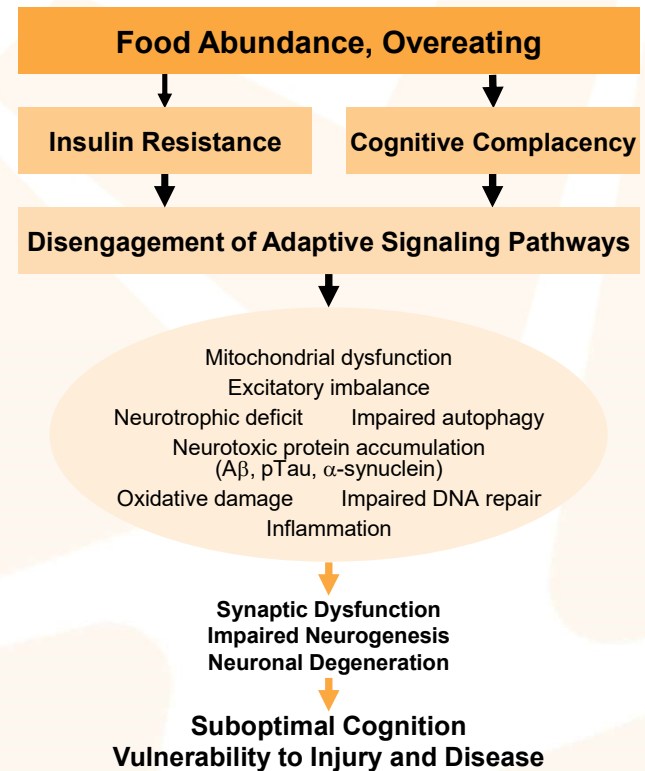 Food Abundance, Overeating
Insulin Resistance
Cognitive Complacency
Disengagement of Adaptive Signaling Pathways
Mitochondrial dysfunction
Excitatory imbalance
Neurotrophic deficit Impaired autophagy
Neurotoxic protein accumulation
(Aβ, pTau, α-synuclein)
Oxidative damage Impaired DNA repair
Inflammation
Synaptic Dysfunction
Impaired Neurogenesis
Neuronal Degeneration
Suboptimal Cognition
Vulnerability to Injury and Disease